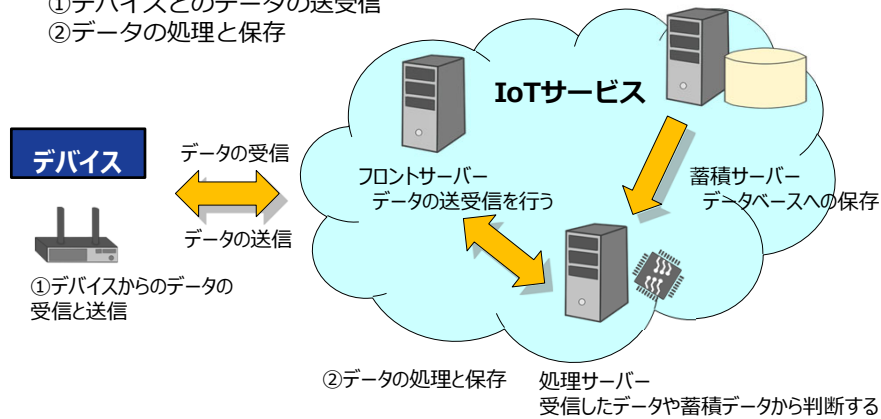 ①デバイスとのデータの送受信
②データの処理と保存
IoTサービス
デバイス
データの受信
データの送信
①デバイスからのデータの
受信と送信
フロントサーバー
データの送受信を行う
蓄積サーバー
データベースへの保存
②データの処理と保存
処理サーバー
受信したデータや蓄積データから判断する